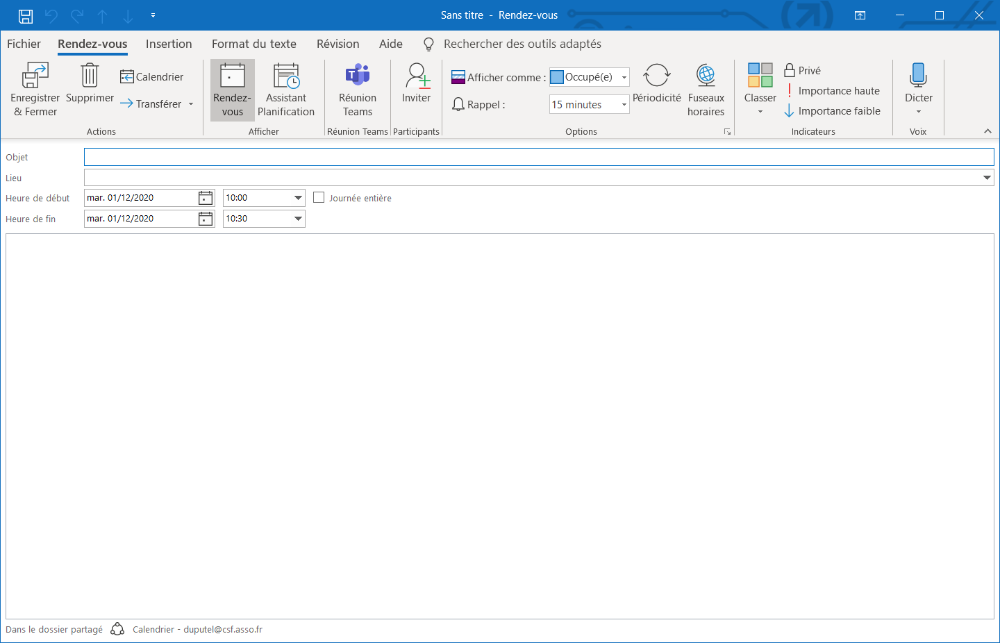 Sans titre - Rendez-vous
Fichier Rendez-vous Insertion Format du texte Révision Aide Rechercher des outils adaptés
Enregistrer & Fermer
Supprimer
Calendrier
Transférer
Actions
Rendez-vous
Assistant Planification
Afficher
Réunion Teams
Réunion Teams
Inviter
Participants
Afficher comme : Occupé(e)
Rappel : 15 minutes
Périodicité
Fuseaux horaires
Options
Classer
Privé
Importance haute
Importance faible
Indicateurs
Dicter
Voix
Objet
Lieu
Heure de début mar. 01/12/2020 10:00 Journée entière
Heure de fin mar. 01/12/2020 10:30
Dans le dossier partagé Calendrier - duputel@csf.asso.fr